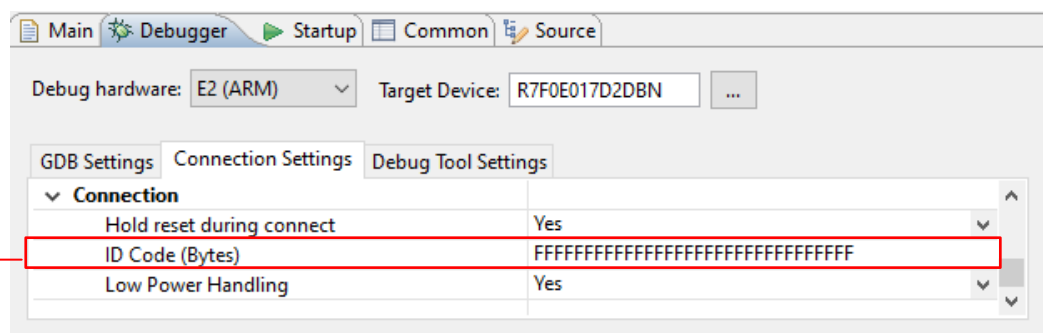 Main Debugger Startup Common Source
Debug hardware: E2 (ARM) Target Device: R7F0E017D2DBN ...
GDB Settings Connection Settings Debug Tool Settings
Connection
Hold reset during connect Yes
ID Code (Bytes) FFFFFFFFFFFFFFFFFFFFFFFFFFFFFFFF
Low Power Handling Yes